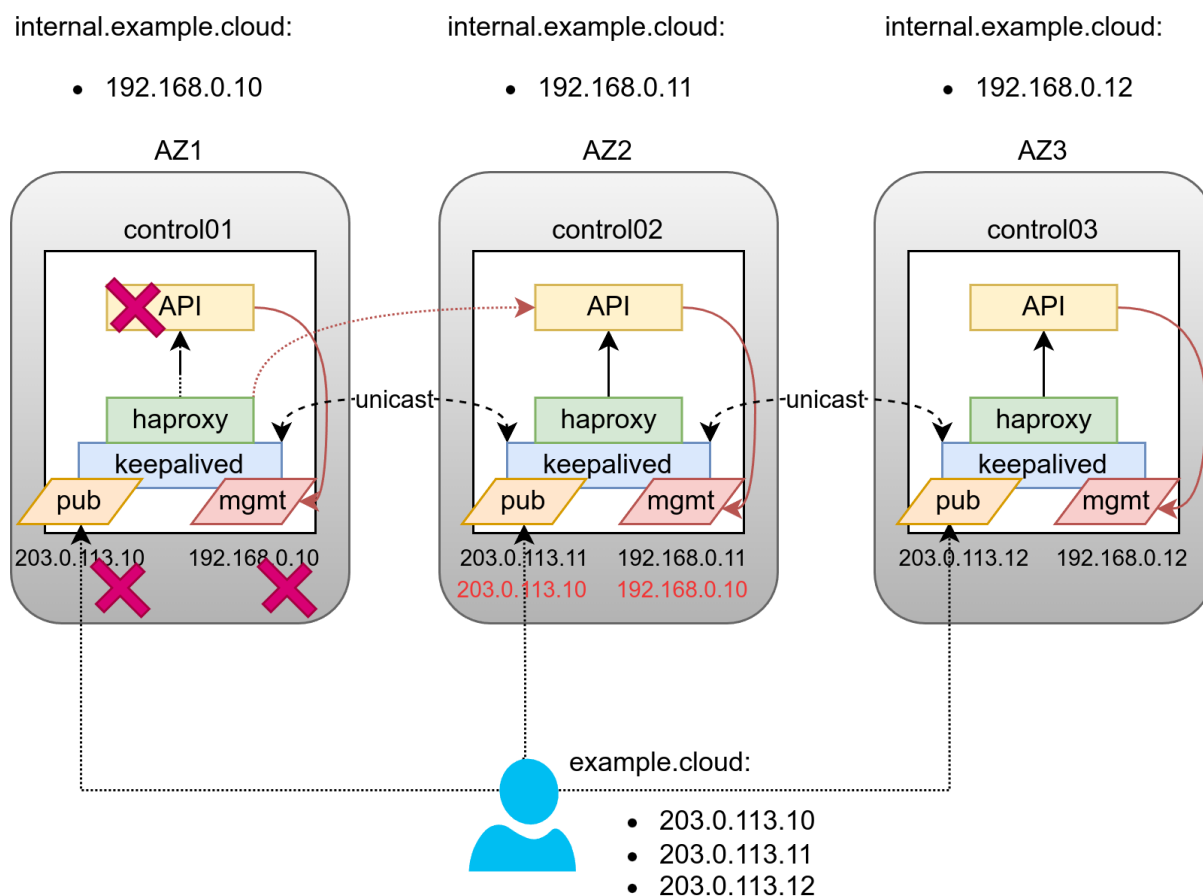 internal.example.cloud:
internal.example.cloud:
internal.example.cloud:
• 192.168.0.10
• 192.168.0.11
• 192.168.0.12
AZ1
AZ2
AZ3
control01
control02
control03
API
API
API
unicast
unicast
haproxy
haproxy
haproxy
keepalived
keepalived
keepalived
pub
mgmt
pub
mgmt
pub
mgmt
203.0.113.10
192.168.0.10
203.0.113.11
192.168.0.11
203.0.113.12
192.168.0.12
203.0.113.10
192.168.0.10
example.cloud:
• 203.0.113.10
• 203.0.113.11
• 203.0.113.12